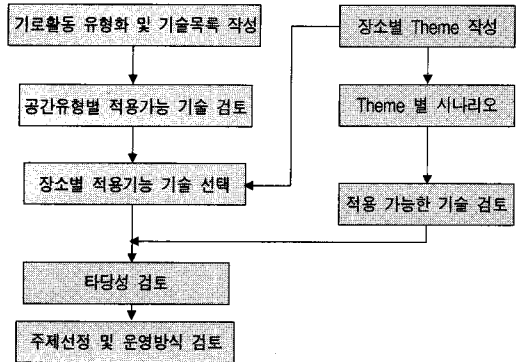 기로활동 유형화 및 기술목록 작성
장소별 Theme 작성
공간유형별 적용가능 기술 검토
Theme 별 시나리오
장소별 적용기능 기술 선택
적용 가능한 기술 검토
타당성 검토
주제선정 및 운영방식 검토